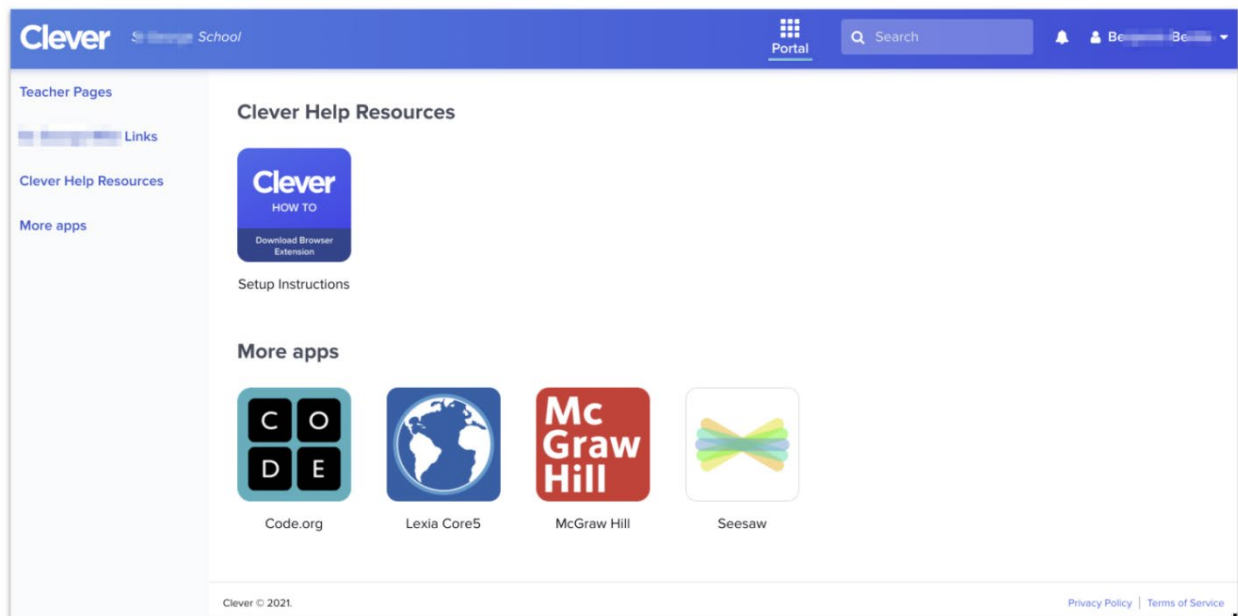 Clever School
Portal
Search
Teacher Pages
Links
Clever Help Resources
More apps
Clever Help Resources
Clever
HOW TO
Download Browser
Extension
Setup Instructions
More apps
C O
D E
Mc
Graw
Hill
Code.org Lexia Core5 McGraw Hill Seesaw
Clever © 2021.
Privacy Policy | Terms of Service